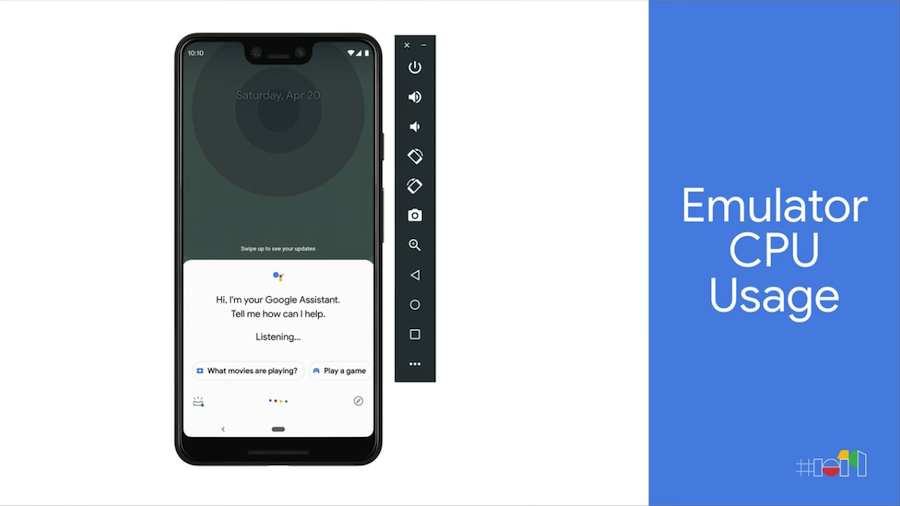 10:10
Saturday, Apr 20
Swipe up to see your updates
Hi, I'm your Google Assistant.
Tell me how can I help.
Listening...
What movies are playing?
Play a game
Emulator
CPU
Usage
#io19